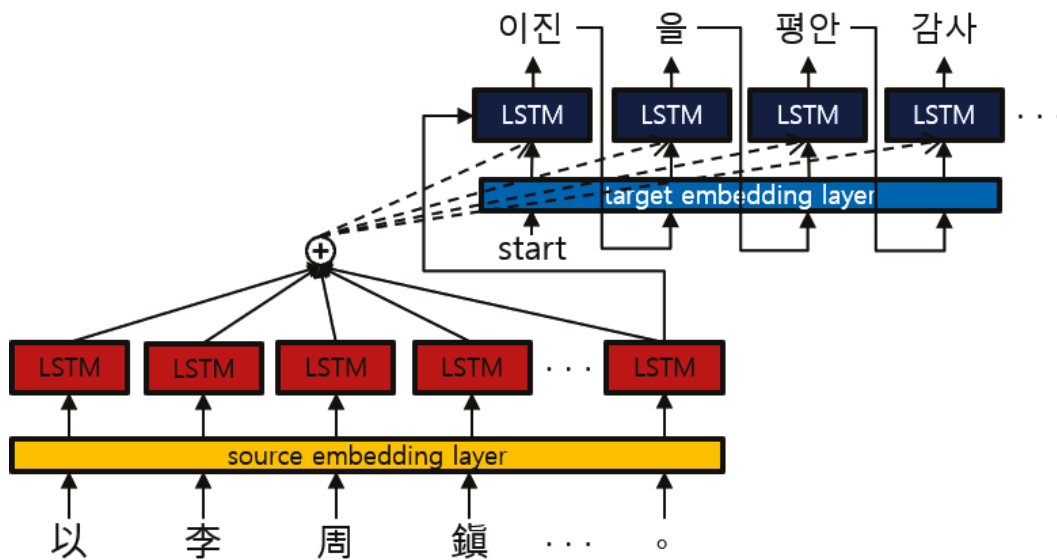 이진 을 평안 감사
LSTM LSTM LSTM LSTM · · ·
target embedding layer
start
LSTM LSTM LSTM LSTM · · · LSTM
source embedding layer
以 李 周 鎭 · · · 。